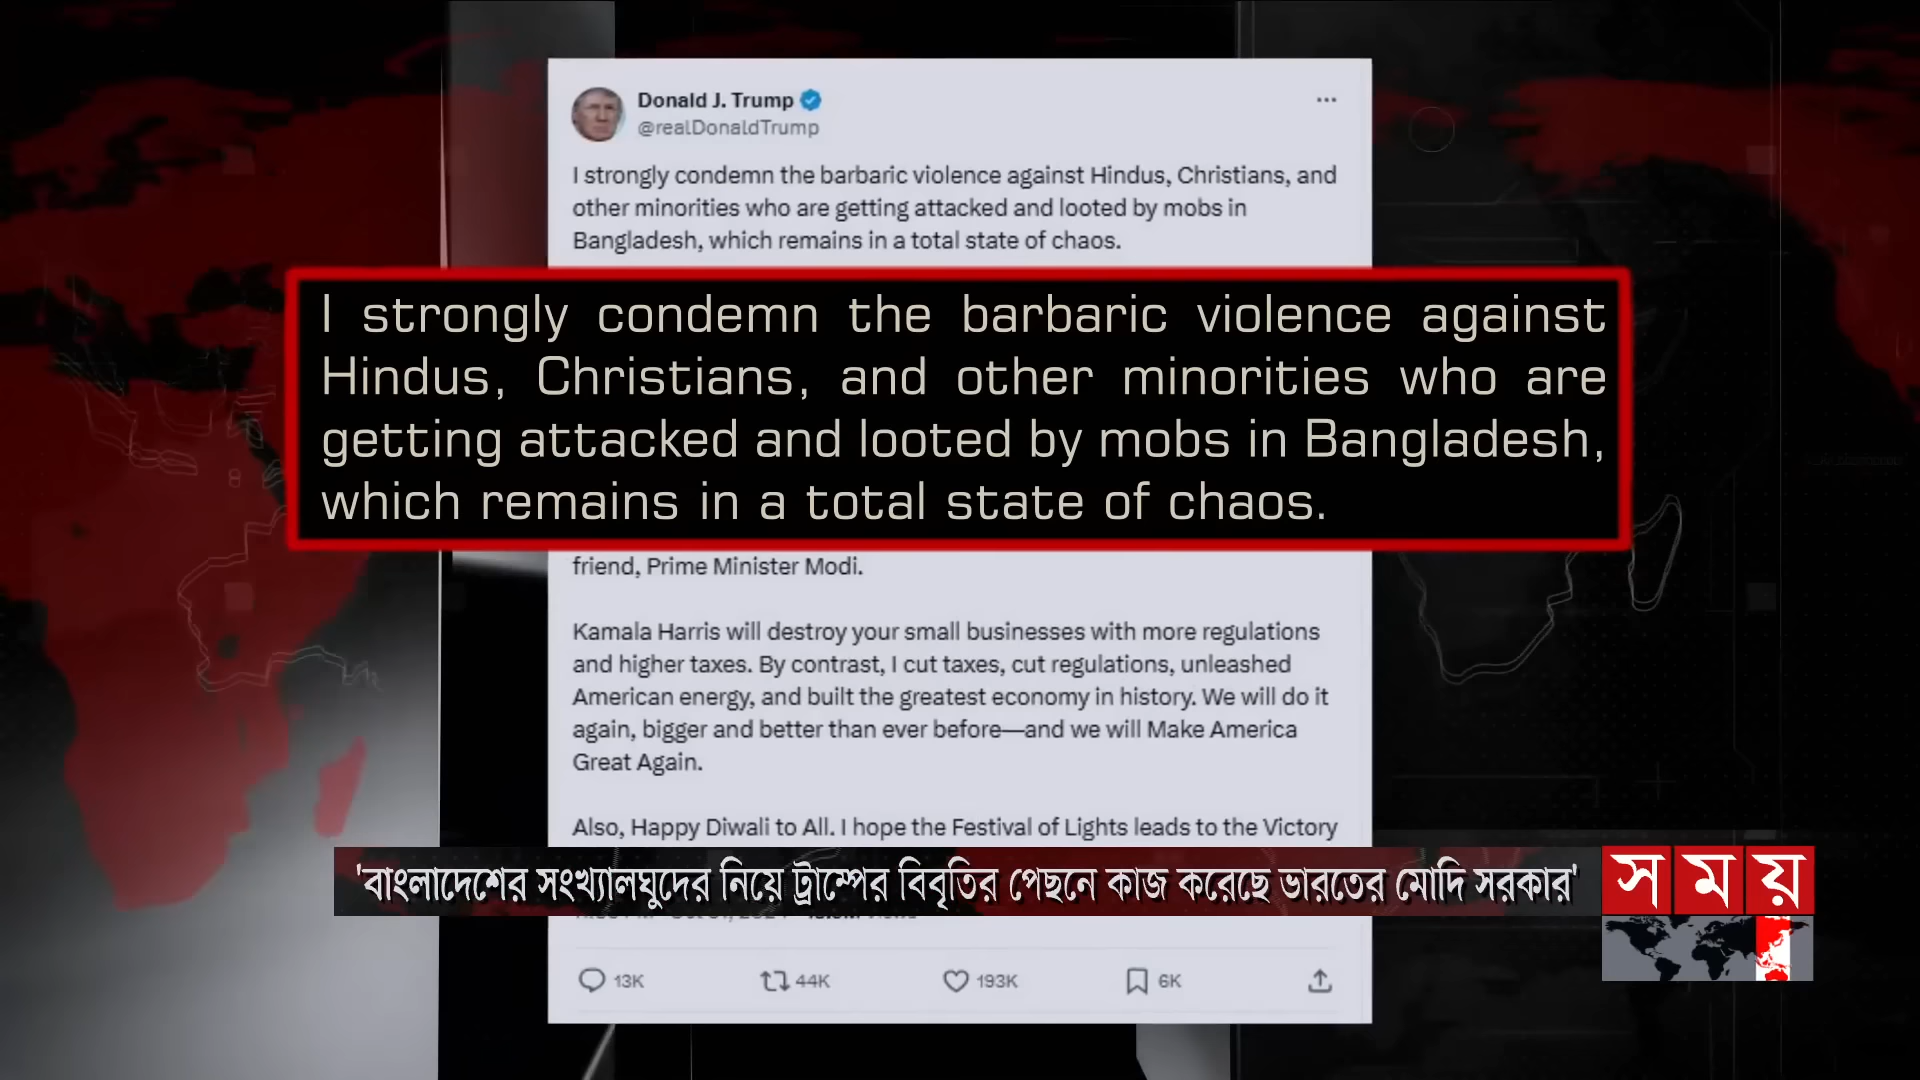 Donald J. Trump
@realDonaldTrump
I strongly condemn the barbaric violence against Hindus, Christians, and
other minorities who are getting attacked and looted by mobs in
Bangladesh, which remains in a total state of chaos.
I strongly condemn the barbaric violence against
Hindus, Christians, and other minorities who are
getting attacked and looted by mobs in Bangladesh,
which remains in a total state of chaos.
friend, Prime Minister Modi.
Kamala Harris will destroy your small businesses with more regulations
and higher taxes. By contrast, I cut taxes, cut regulations, unleashed
American energy, and built the greatest economy in history. We will do it
again, bigger and better than ever before—and we will Make America
Great Again.
Also, Happy Diwali to All. I hope the Festival of Lights leads to the Victory
'বাংলাদেশের সংখ্যালঘুদের নিয়ে ট্রাম্পের বিবৃতির পেছনে কাজ করেছে ভারতের মোদি সরকার'
সময়
13K 44K 193K 6K